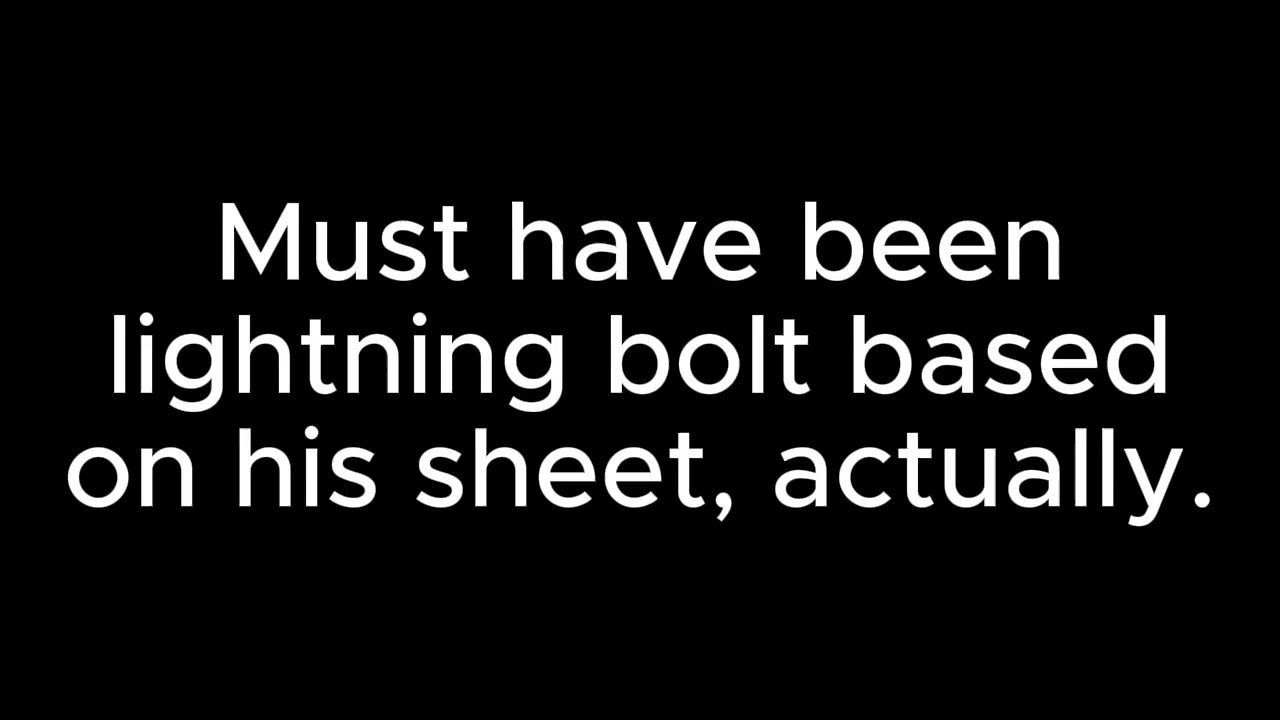 Must have been
lightning bolt based
on his sheet, actually.